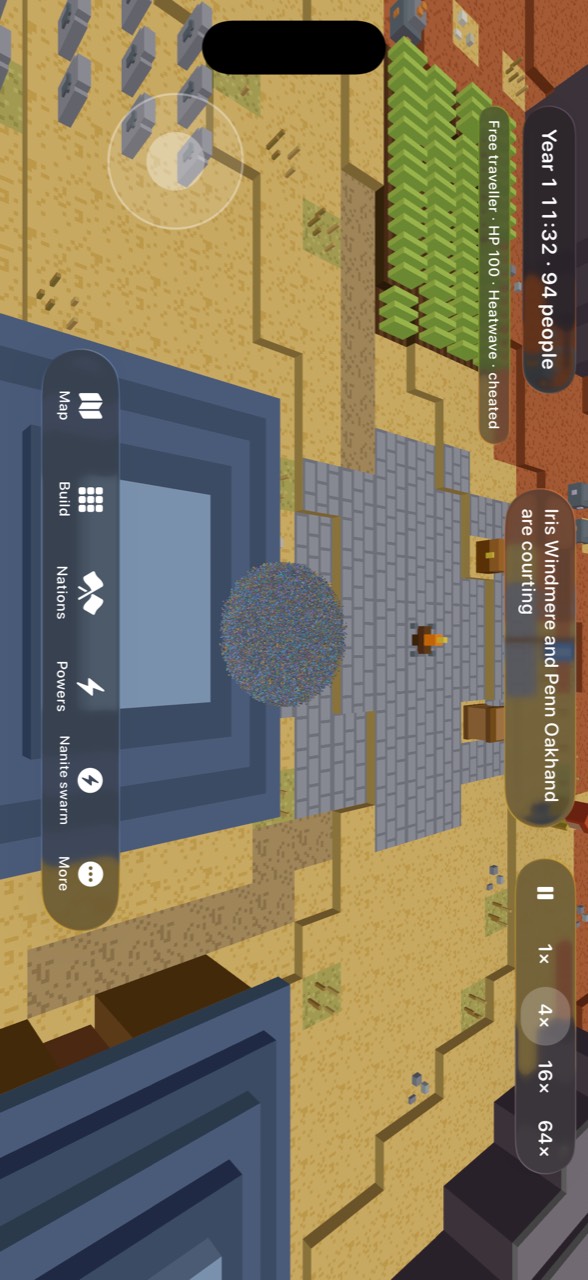 Year 1 11:32 · 94 people
Free traveller · HP 100 · Heatwave · cheated
Iris Windmere and Penn Oakhand
are courting
1×
4×
16×
64×
Map
Build
Nations
Powers
Nanite swarm
More